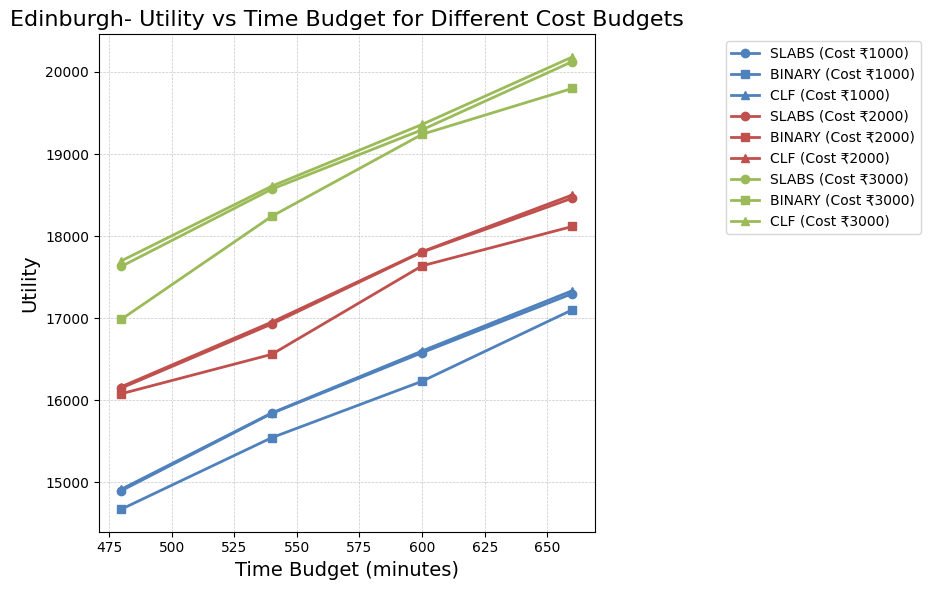 Edinburgh- Utility vs Time Budget for Different Cost Budgets
Utility
20000
19000
18000
17000
16000
15000
475 500 525 550 575 600 625 650
Time Budget (minutes)
SLABS (Cost ₹1000)
BINARY (Cost ₹1000)
CLF (Cost ₹1000)
SLABS (Cost ₹2000)
BINARY (Cost ₹2000)
CLF (Cost ₹2000)
SLABS (Cost ₹3000)
BINARY (Cost ₹3000)
CLF (Cost ₹3000)